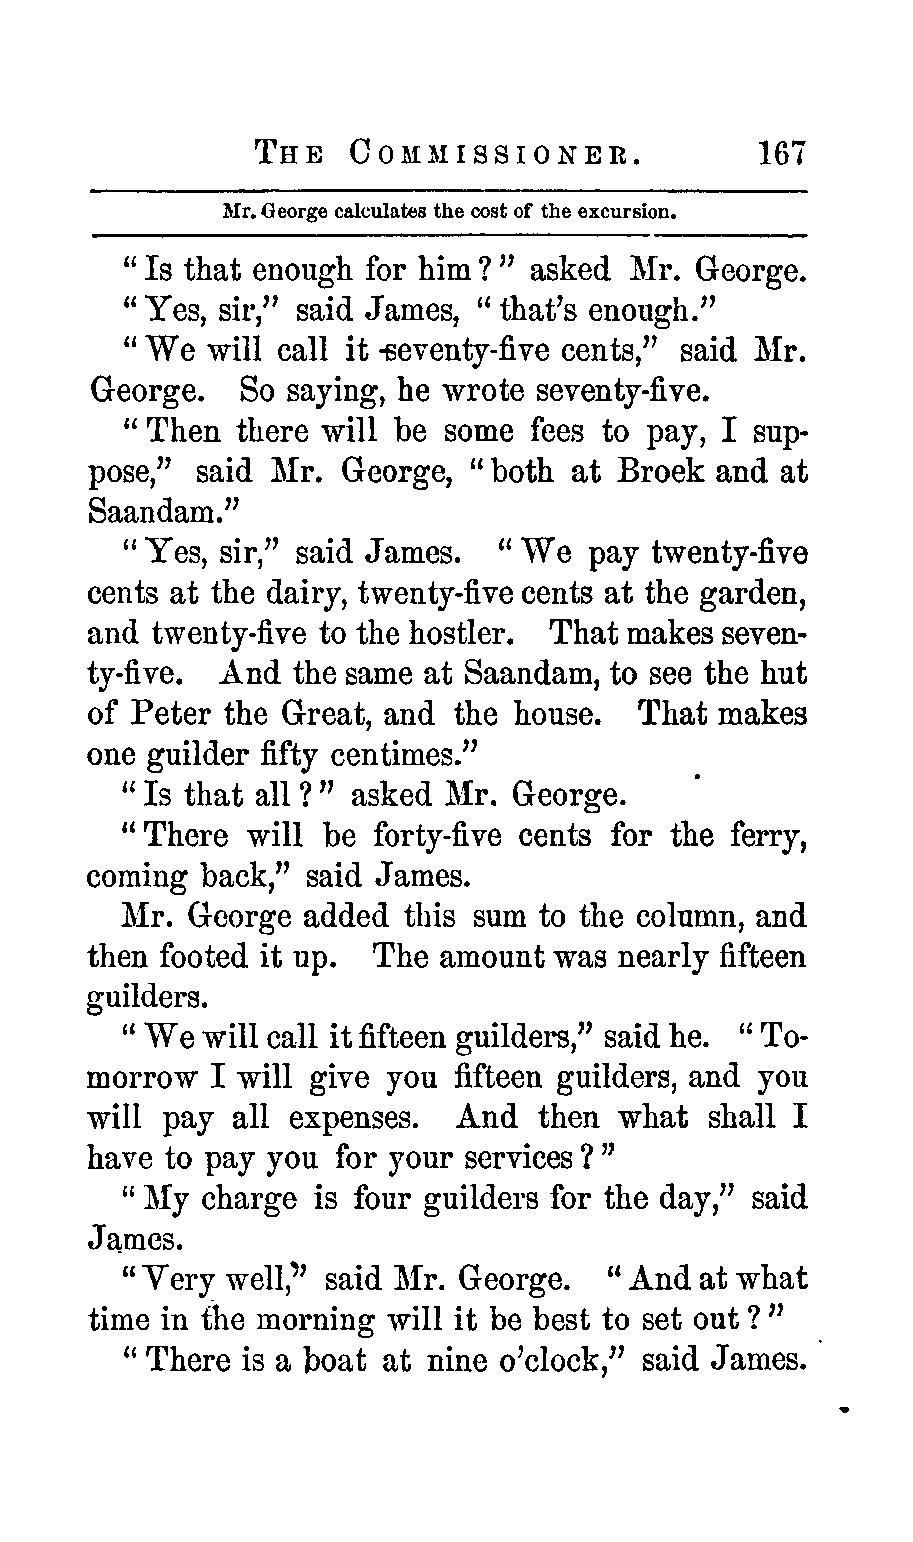 THE COMMISSIONER. 167
Mr. George calculates the cost of the excursion.
“Is that enough for him?” asked Mr. George.
“Yes, sir,” said James, “that’s enough.”
“We will call it seventy-five cents,” said Mr.
George. So saying, he wrote seventy-five.
“Then there will be some fees to pay, I sup-
pose,” said Mr. George, “both at Broek and at
Saandam.”
“Yes, sir,” said James. “We pay twenty-five
cents at the dairy, twenty-five cents at the garden,
and twenty-five to the hostler. That makes seven-
ty-five. And the same at Saandam, to see the hut
of Peter the Great, and the house. That makes
one guilder fifty centimes.”
“Is that all?” asked Mr. George.
“There will be forty-five cents for the ferry,
coming back,” said James.
Mr. George added this sum to the column, and
then footed it up. The amount was nearly fifteen
guilders.
“We will call it fifteen guilders,” said he. “To-
morrow I will give you fifteen guilders, and you
will pay all expenses. And then what shall I
have to pay you for your services?”
“My charge is four guilders for the day,” said
James.
“Very well,” said Mr. George. “And at what
time in the morning will it be best to set out?”
“There is a boat at nine o’clock,” said James.